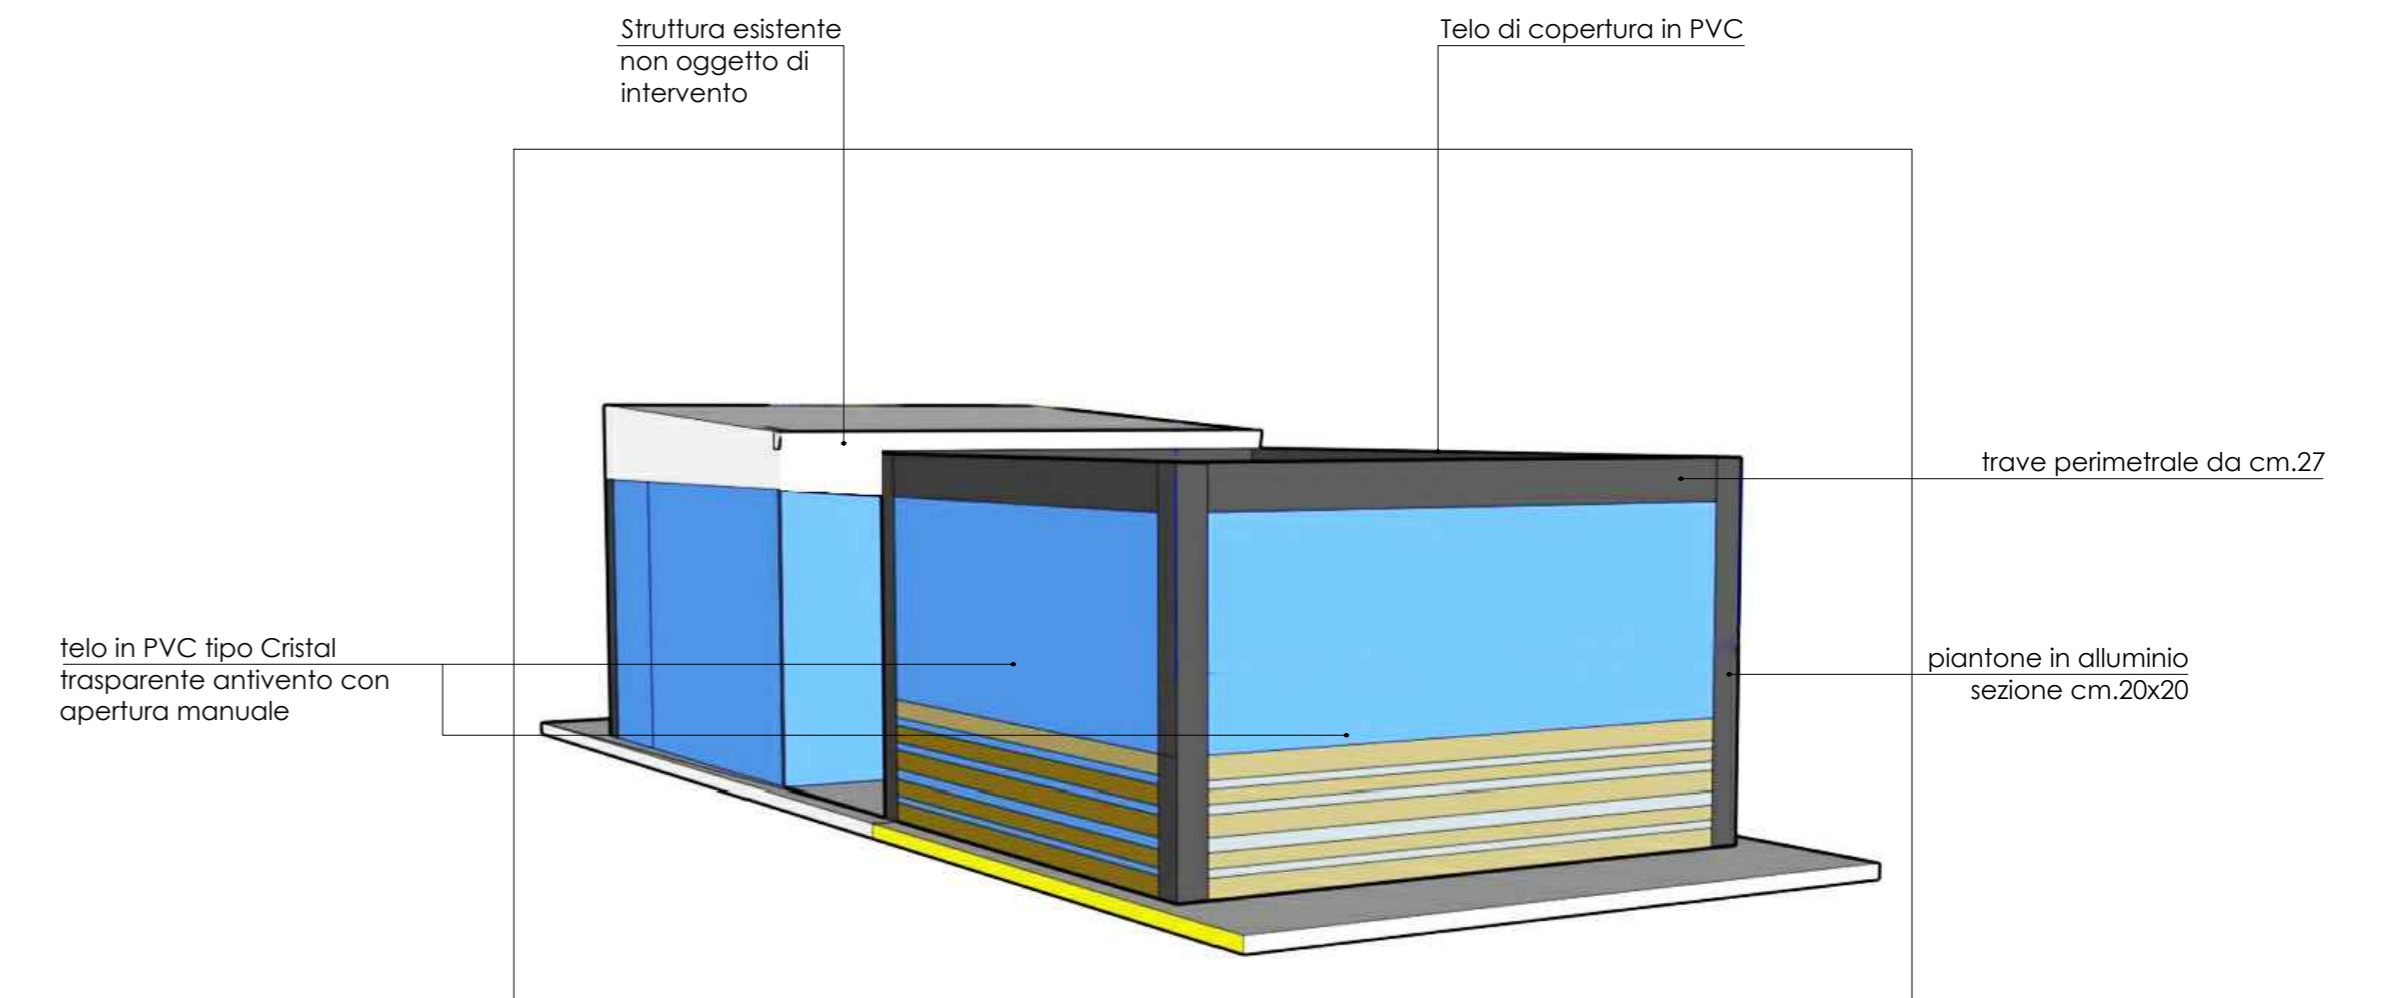 Struttura esistente
non oggetto di
intervento
Telo di copertura in PVC
trave perimetrale da cm.27
telo in PVC tipo Cristal
trasparente antivento con
apertura manuale
piantone in alluminio
sezione cm.20x20